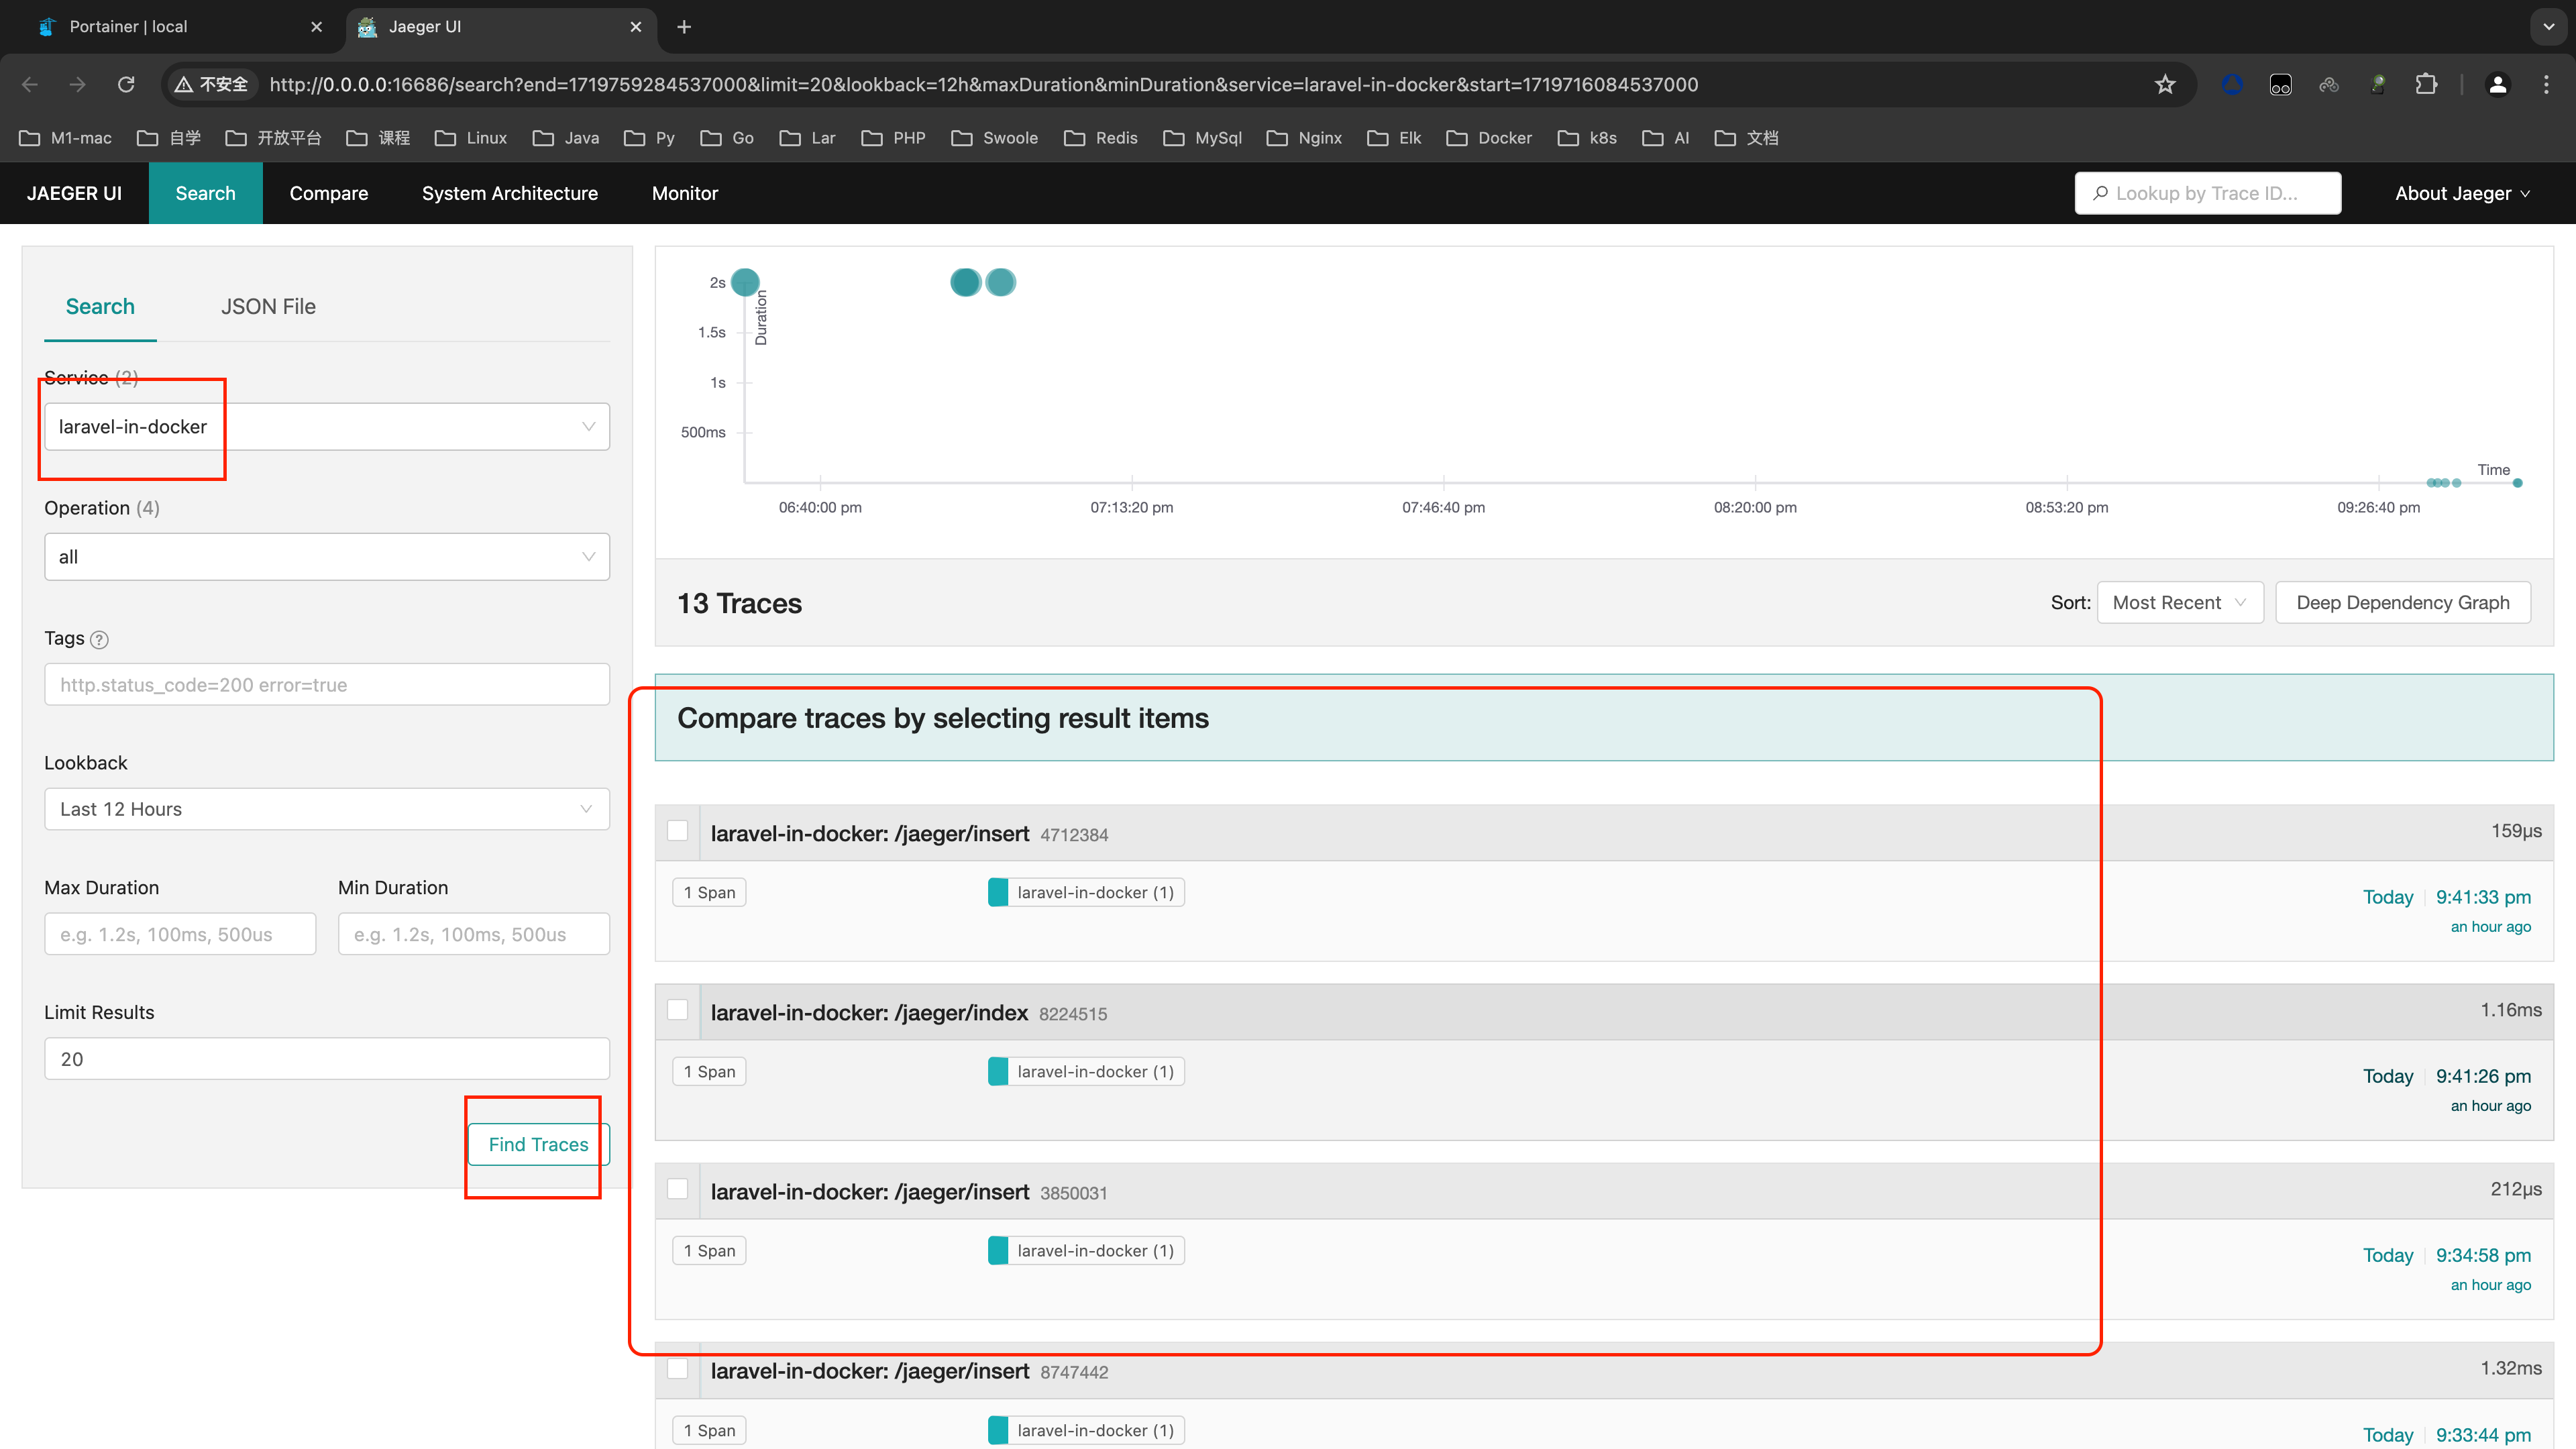 Portainer | local
Jaeger UI
不安全 http://0.0.0.0:16686/search?end=1719759284537000&limit=20&lookback=12h&maxDuration&minDuration&service=laravel-in-docker&start=1719716084537000
M1-mac 自学 开放平台 课程 Linux Java Py Go Lar PHP Swoole Redis MySql Nginx Elk Docker k8s AI 文档
JAEGER UI Search Compare System Architecture Monitor Lookup by Trace ID... About Jaeger
Search JSON File
Service (2)
laravel-in-docker
Operation (4)
all
Tags ?
http.status_code=200 error=true
Lookback
Last 12 Hours
Max Duration Min Duration
e.g. 1.2s, 100ms, 500us e.g. 1.2s, 100ms, 500us
Limit Results
20
Find Traces
2s
1.5s
1s
500ms
Duration
Time
06:40:00 pm 07:13:20 pm 07:46:40 pm 08:20:00 pm 08:53:20 pm 09:26:40 pm
13 Traces Sort: Most Recent Deep Dependency Graph
Compare traces by selecting result items
laravel-in-docker: /jaeger/insert 4712384 159μs
1 Span laravel-in-docker (1) Today 9:41:33 pm
an hour ago
laravel-in-docker: /jaeger/index 8224515 1.16ms
1 Span laravel-in-docker (1) Today 9:41:26 pm
an hour ago
laravel-in-docker: /jaeger/insert 3850031 212μs
1 Span laravel-in-docker (1) Today 9:34:58 pm
an hour ago
laravel-in-docker: /jaeger/insert 8747442 1.32ms
1 Span laravel-in-docker (1) Today 9:33:44 pm